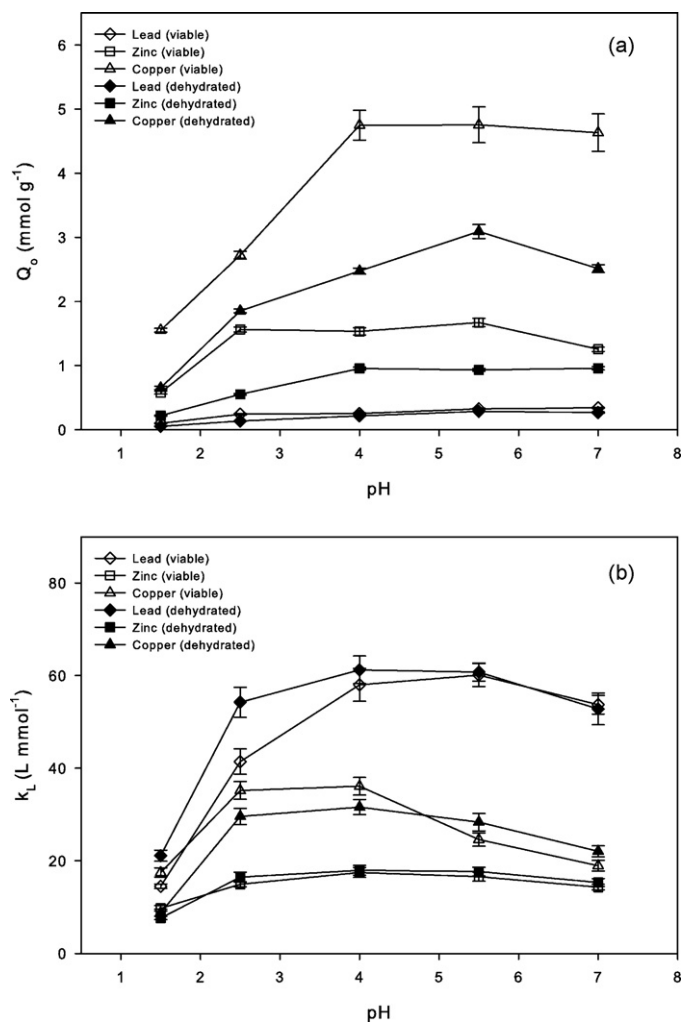 (a)
Lead (viable)
Zinc (viable)
Copper (viable)
Lead (dehydrated)
Zinc (dehydrated)
Copper (dehydrated)
Qₒ (mmol g⁻¹)
6
5
4
3
2
1
0
1 2 3 4 5 6 7 8
pH
(b)
Lead (viable)
Zinc (viable)
Copper (viable)
Lead (dehydrated)
Zinc (dehydrated)
Copper (dehydrated)
k_L (L mmol⁻¹)
80
60
40
20
0
1 2 3 4 5 6 7 8
pH